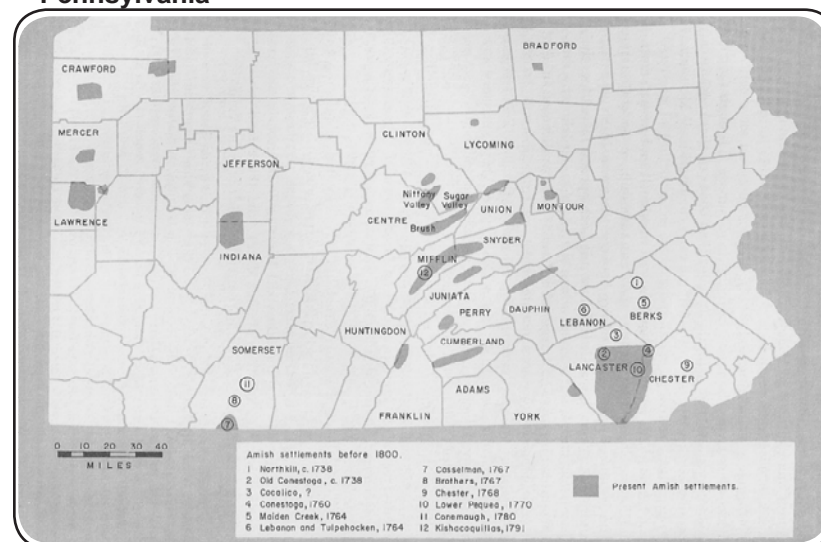 Pennsylvania
CRAWFORD
BRADFORD
MERCER
CLINTON
LYCOMING
JEFFERSON
Nittany
Valley
Sugar
Valley
UNION
MONTOUR
LAWRENCE
CENTRE
Brush
SNYDER
INDIANA
MIFFLIN
12
1
JUNIATA
5
BERKS
PERRY
DAUPHIN
6
LEBANON
HUNTINGDON
3
CUMBERLAND
SOMERSET
2
4
LANCASTER
10
9
CHESTER
11
8
ADAMS
7
FRANKLIN
YORK
0 10 20 30 40
MILES
Amish settlements before 1800.
1 Northkill, c. 1738
2 Old Conestoga, c. 1738
3 Cocalico, ?
4 Conestoga, 1760
5 Maiden Creek, 1764
6 Lebanon and Tulpehocken, 1764
7 Casselman, 1767
8 Brothers, 1767
9 Chester, 1768
10 Lower Pequea, 1770
11 Conemaugh, 1780
12 Kishacoquillas, 1791
Present Amish settlements.